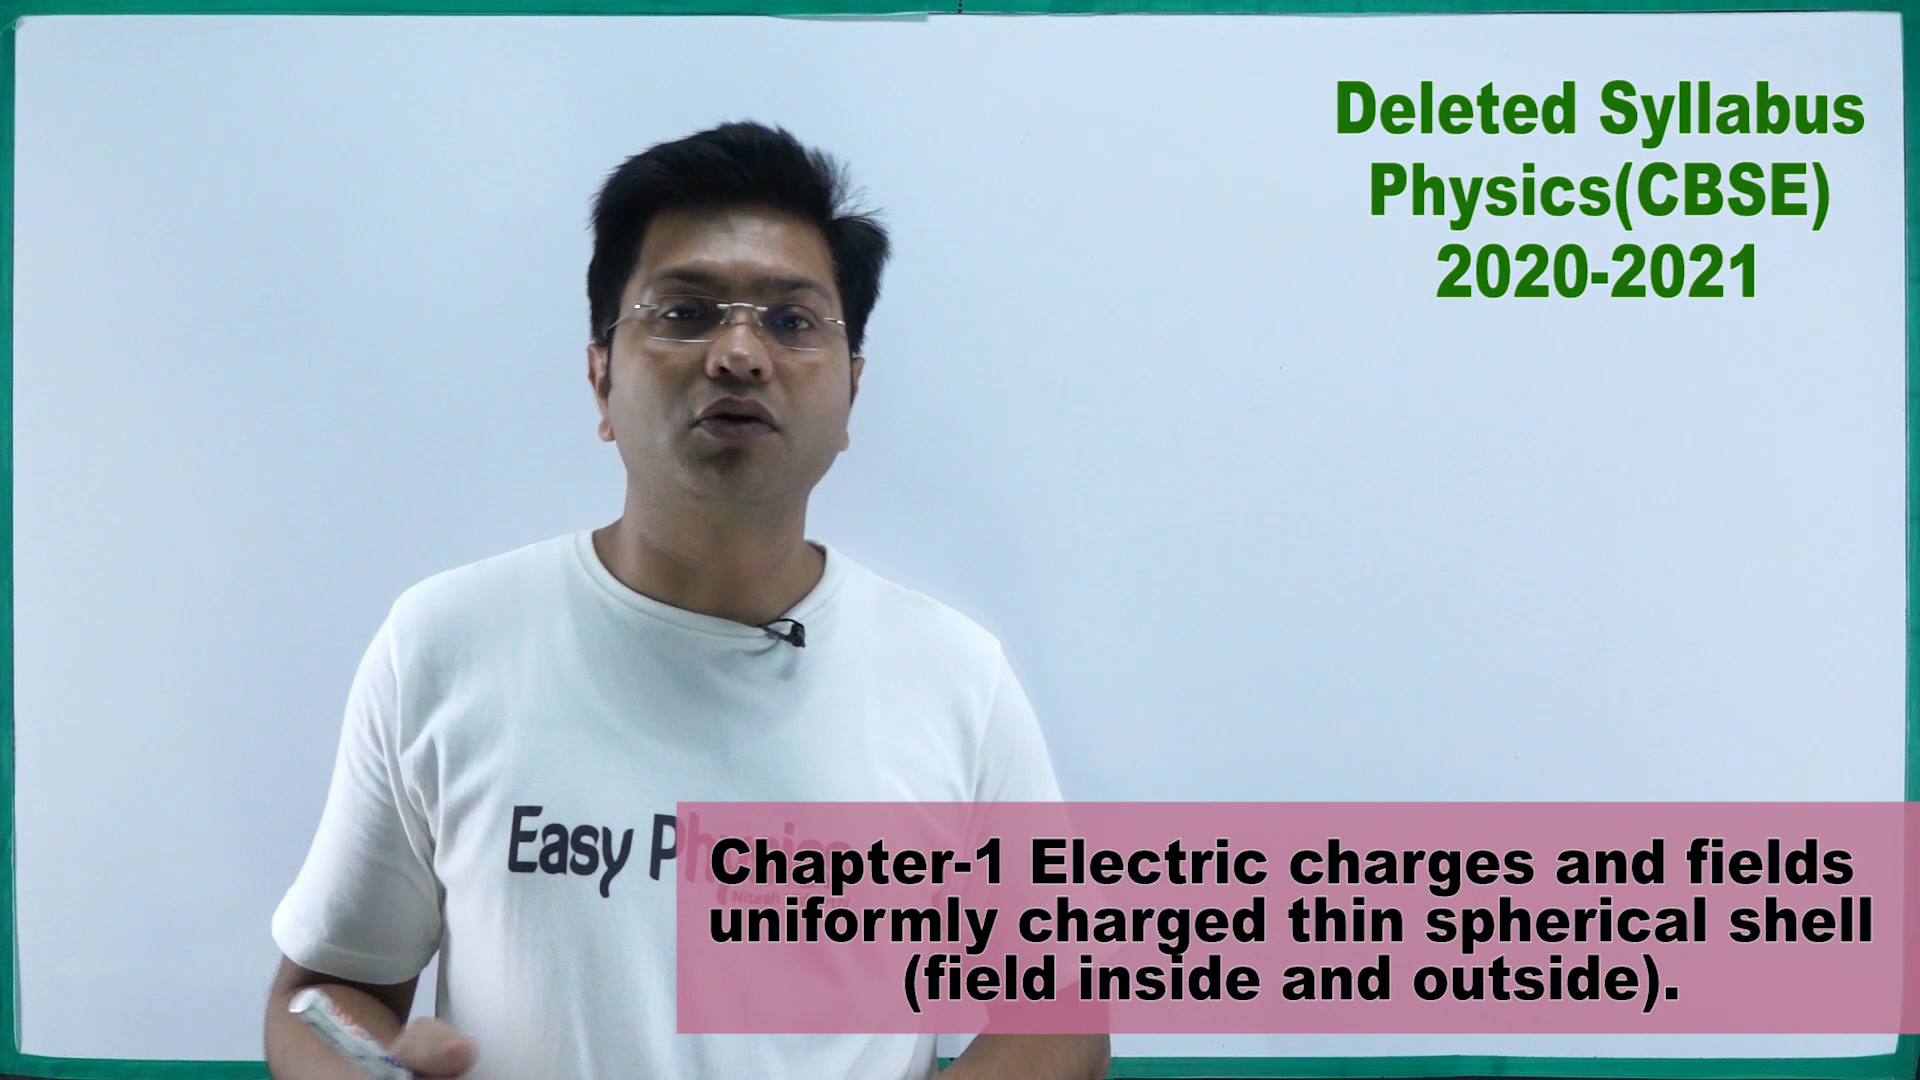 Deleted Syllabus
Physics(CBSE)
2020-2021
Easy Physics
Chapter-1 Electric charges and fields
uniformly charged thin spherical shell
(field inside and outside).